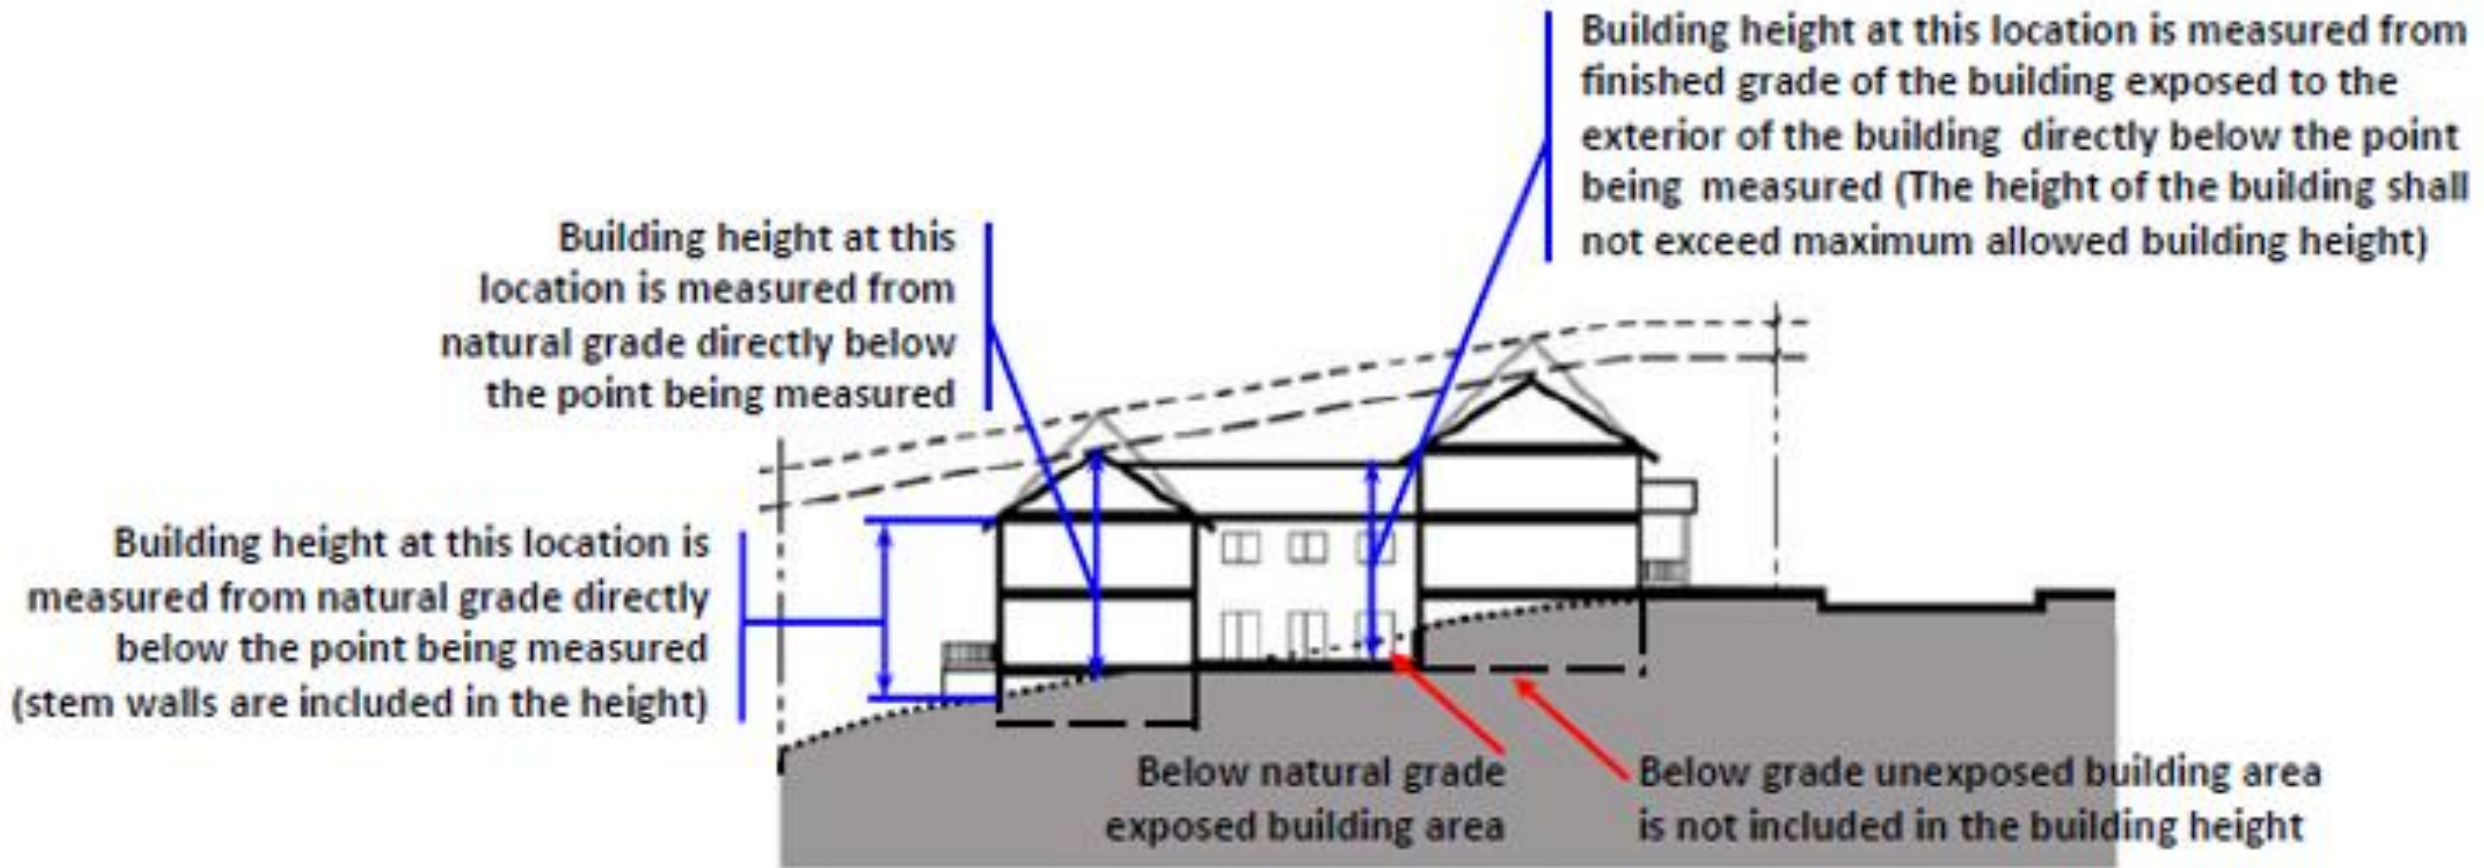 Building height at this location is measured from
finished grade of the building exposed to the
exterior of the building directly below the point
being measured (The height of the building shall
not exceed maximum allowed building height)
Building height at this
location is measured from
natural grade directly below
the point being measured
Building height at this location is
measured from natural grade directly
below the point being measured
(stem walls are included in the height)
Below natural grade
exposed building area
Below grade unexposed building area
is not included in the building height